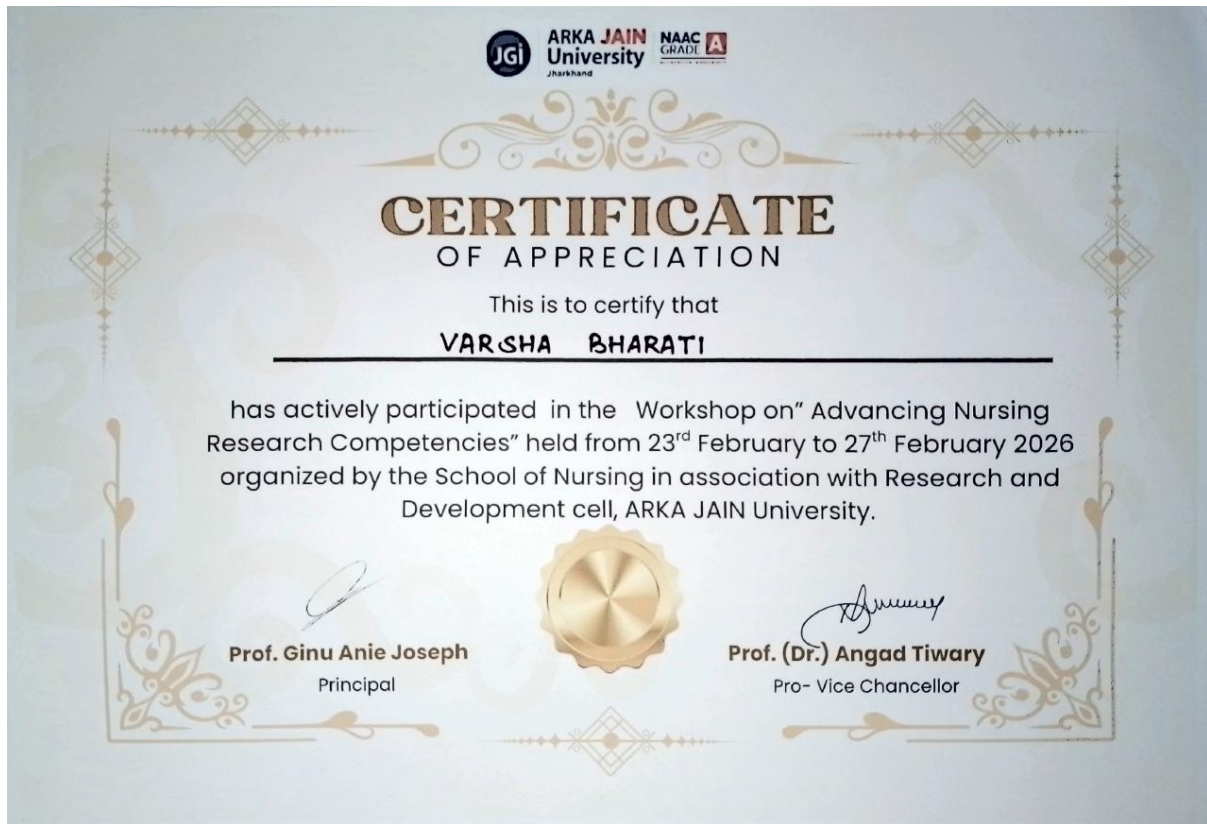 JGi
ARKA JAIN
University
Jharkhand
NAAC
GRADE A
CERTIFICATE
OF APPRECIATION
This is to certify that
VARSHA BHARATI
has actively participated in the Workshop on” Advancing Nursing
Research Competencies” held from 23rd February to 27th February 2026
organized by the School of Nursing in association with Research and
Development cell, ARKA JAIN University.
Prof. Ginu Anie Joseph
Principal
Prof. (Dr.) Angad Tiwary
Pro- Vice Chancellor